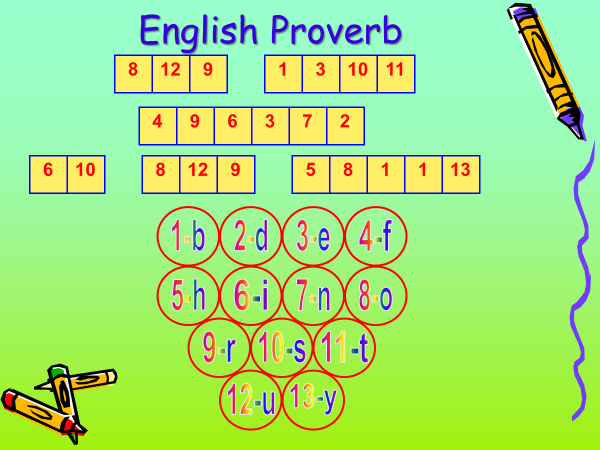 English Proverb
8 12 9 1 3 10 11
4 9 6 3 7 2
6 10 8 12 9 5 8 1 1 13
1-b 2-d 3-e 4-f
5-h 6-i 7-n 8-o
9-r 10-s 11-t
12-u 13-y